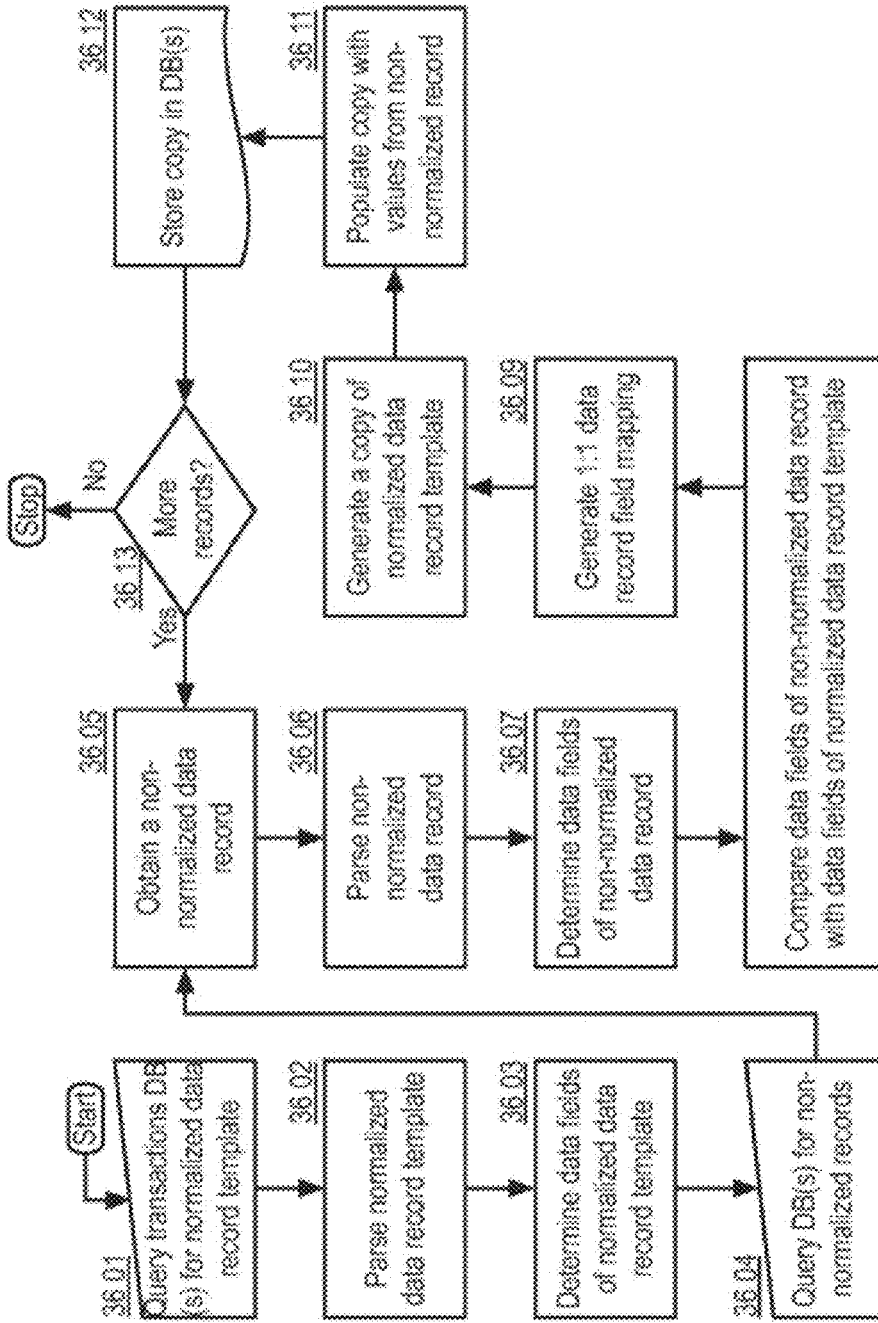 Start
36 01
Query transactions DB
(s) for normalized data
record template
36 02
Parse normalized
data record template
36 03
Determine data fields
of normalized data
record template
36 04
Query DB(s) for non-
normalized records
36 05
Obtain a non-
normalized data
record
36 06
Parse non-
normalized
data record
36 07
Determine data fields
of non-normalized
data record
Compare data fields of non-normalized data record
with data fields of normalized data record template
36 09
Generate 1:1 data
record field mapping
36 10
Generate a copy of
normalized data
record template
36 11
Populate copy with
values from non-
normalized record
36 12
Store copy in DB(s)
36 13
More
records?
Yes
No
Stop